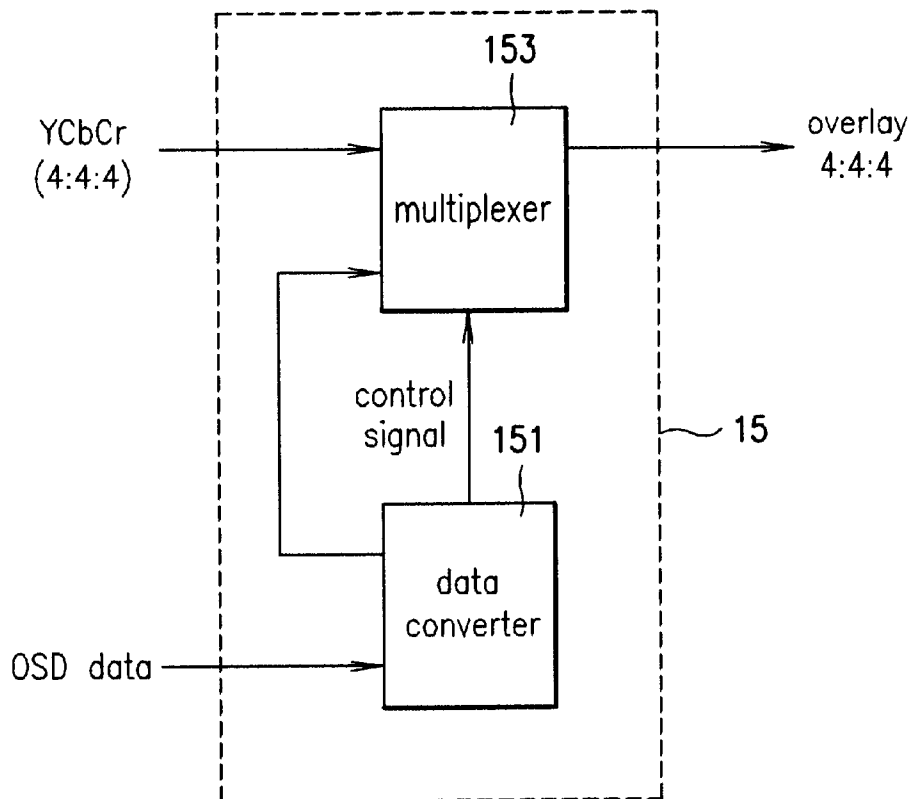 153
YCbCr
(4:4:4)
overlay
4:4:4
multiplexer
control
signal
151
15
data
converter
OSD data